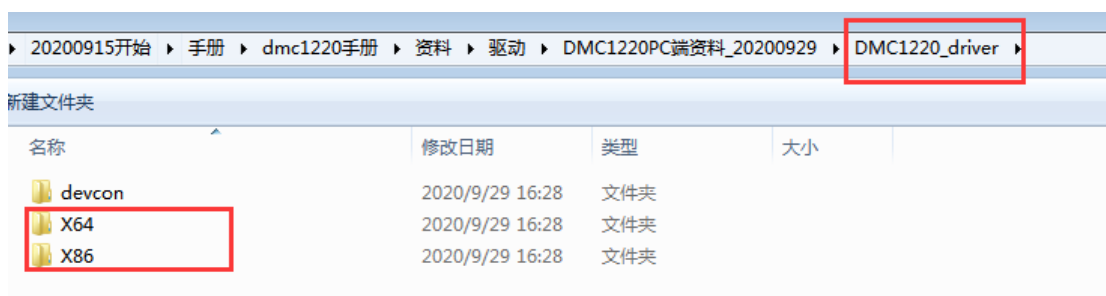 20200915开始 ▸ 手册 ▸ dmc1220手册 ▸ 资料 ▸ 驱动 ▸ DMC1220PC端资料_20200929 ▸ DMC1220_driver ▸
新建文件夹
名称 修改日期 类型 大小
devcon 2020/9/29 16:28 文件夹
X64 2020/9/29 16:28 文件夹
X86 2020/9/29 16:28 文件夹